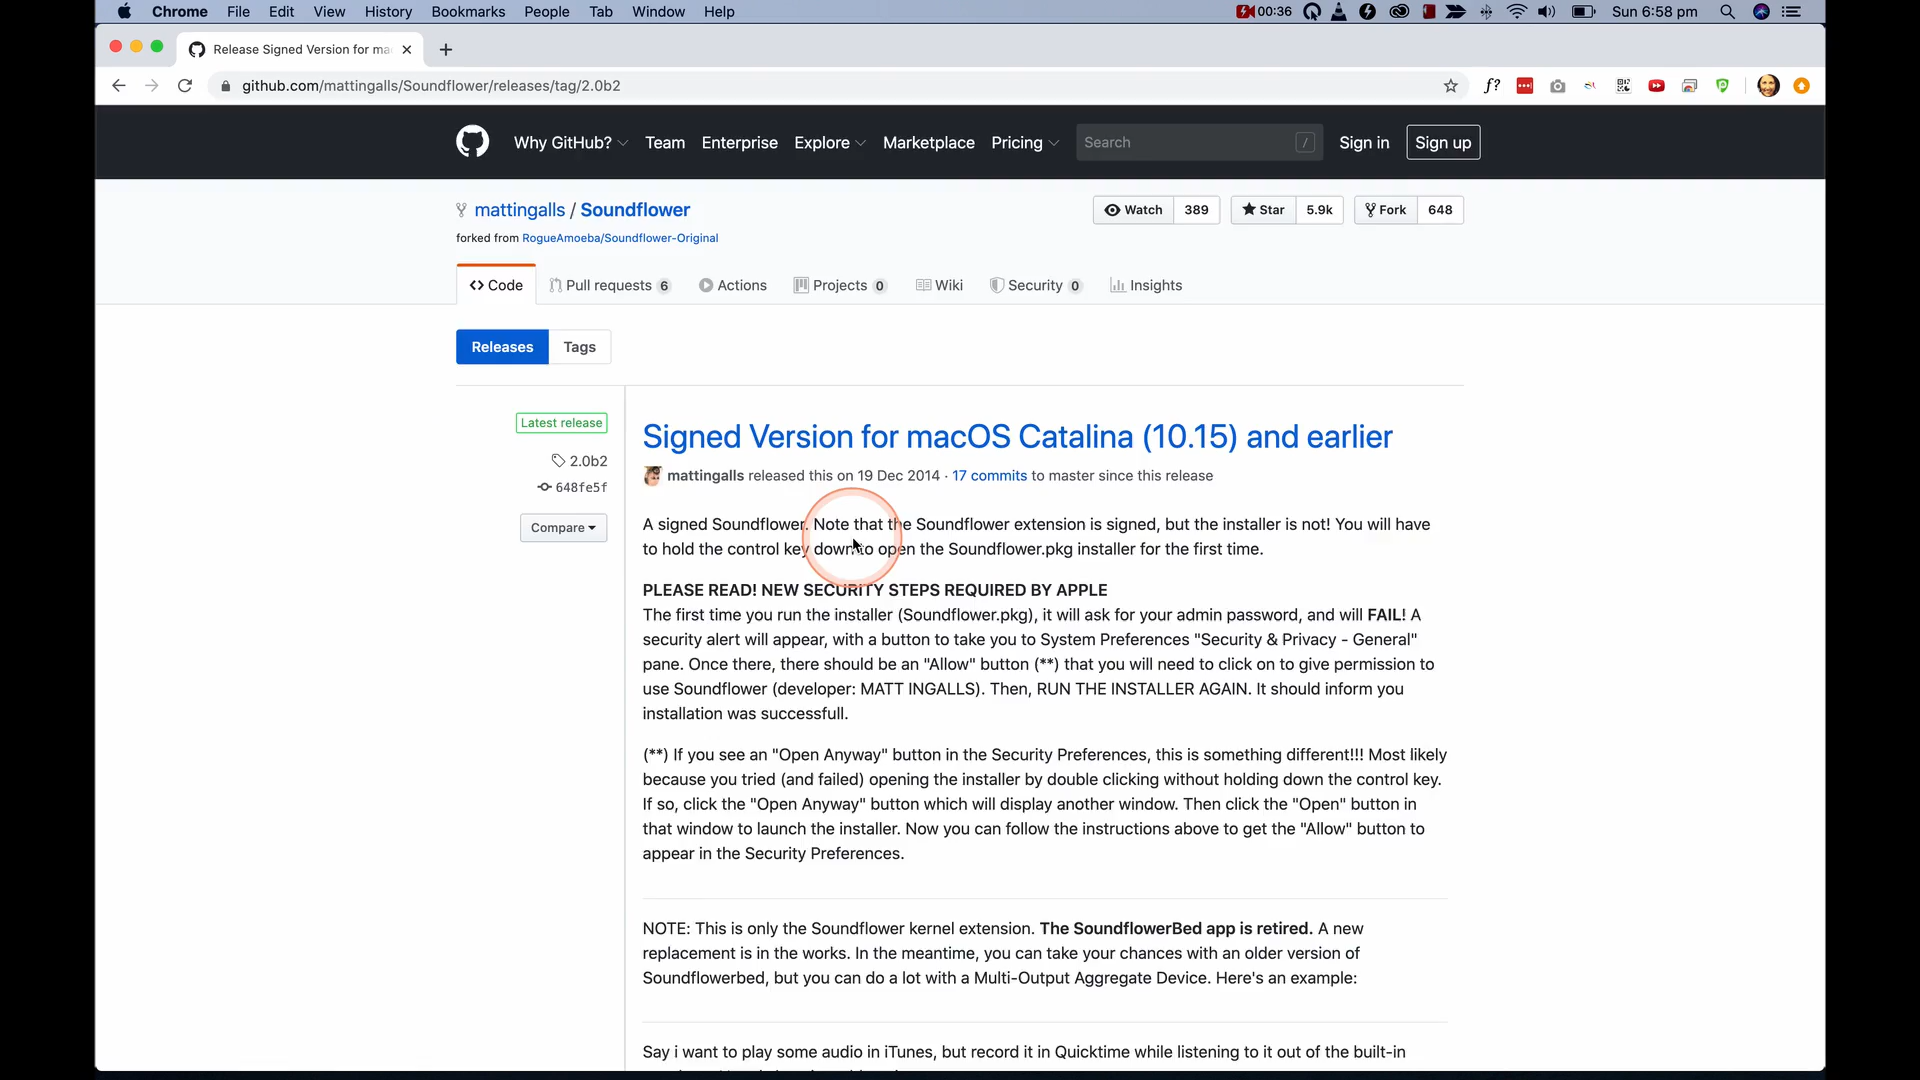 Chrome File Edit View History Bookmarks People Tab Window Help 00:36 Sun 6:58 pm
Release Signed Version for ma
github.com/mattingalls/Soundflower/releases/tag/2.0b2 f?
Why GitHub? Team Enterprise Explore Marketplace Pricing Search / Sign in Sign up
mattingalls / Soundflower Watch 389 Star 5.9k Fork 648
forked from RogueAmoeba/Soundflower-Original
Code Pull requests 6 Actions Projects 0 Wiki Security 0 Insights
Releases Tags
Latest release
2.0b2
648fe5f
Compare
Signed Version for macOS Catalina (10.15) and earlier
mattingalls released this on 19 Dec 2014 · 17 commits to master since this release
A signed Soundflower. Note that the Soundflower extension is signed, but the installer is not! You will have
to hold the control key down to open the Soundflower.pkg installer for the first time.
PLEASE READ! NEW SECURITY STEPS REQUIRED BY APPLE
The first time you run the installer (Soundflower.pkg), it will ask for your admin password, and will FAIL! A
security alert will appear, with a button to take you to System Preferences "Security & Privacy - General"
pane. Once there, there should be an "Allow" button (**) that you will need to click on to give permission to
use Soundflower (developer: MATT INGALLS). Then, RUN THE INSTALLER AGAIN. It should inform you
installation was successfull.
(**) If you see an "Open Anyway" button in the Security Preferences, this is something different!!! Most likely
because you tried (and failed) opening the installer by double clicking without holding down the control key.
If so, click the "Open Anyway" button which will display another window. Then click the "Open" button in
that window to launch the installer. Now you can follow the instructions above to get the "Allow" button to
appear in the Security Preferences.
NOTE: This is only the Soundflower kernel extension. The SoundflowerBed app is retired. A new
replacement is in the works. In the meantime, you can take your chances with an older version of
Soundflowerbed, but you can do a lot with a Multi-Output Aggregate Device. Here's an example:
Say i want to play some audio in iTunes, but record it in Quicktime while listening to it out of the built-in